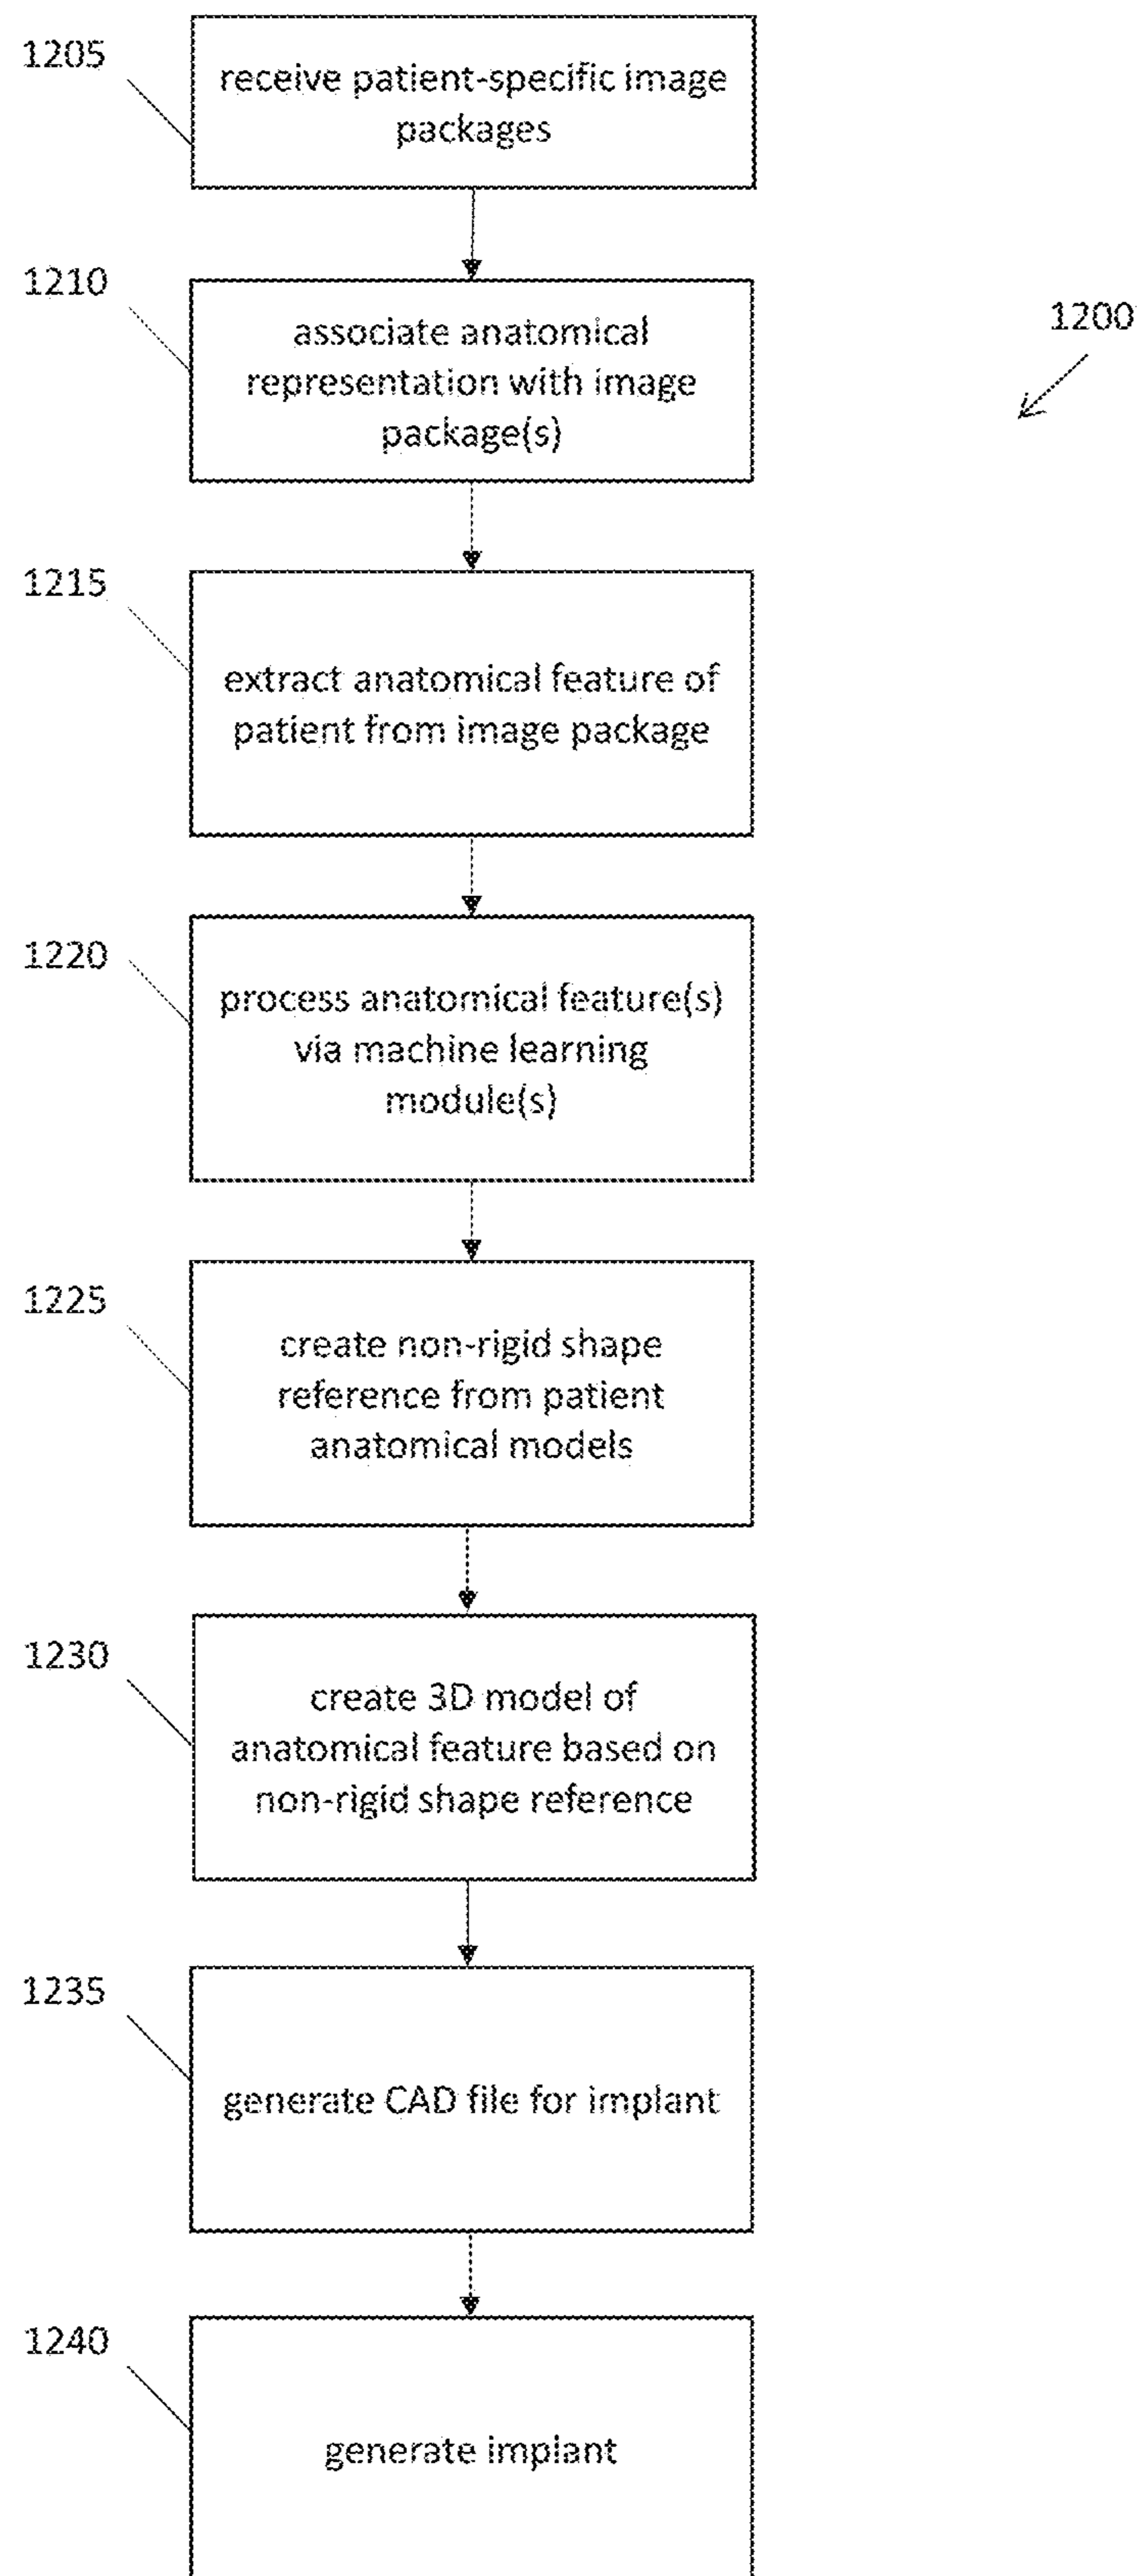 1205
receive patient-specific image
packages
1210
associate anatomical
representation with image
package(s)
1200
1215
extract anatomical feature of
patient from image package
1220
process anatomical feature(s)
via machine learning
module(s)
1225
create non-rigid shape
reference from patient
anatomical models
1230
create 3D model of
anatomical feature based on
non-rigid shape reference
1235
generate CAD file for implant
1240
generate implant